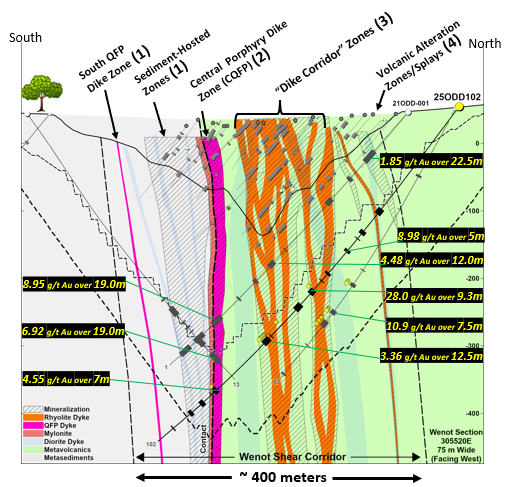 South
South QFP
Dike Zone (1)
Sediment-Hosted
Zones (1)
Central Porphyry Dike
Zone (CQFP) (2)
"Dike Corridor" Zones (3)
Volcanic Alteration
Zones/Splays (4)
North
25ODD102
21ODD-001
0
-100
-200
-300
-400
1.85 g/t Au over 22.5m
8.98 g/t Au over 5m
4.48 g/t Au over 12.0m
28.0 g/t Au over 9.3m
10.9 g/t Au over 7.5m
3.36 g/t Au over 12.5m
8.95 g/t Au over 19.0m
6.92 g/t Au over 19.0m
4.55 g/t Au over 7m
1
13
102
Contact
Mineralization
Rhyolite Dyke
QFP Dyke
Mylonite
Diorite Dyke
Metavolcanics
Metasediments
Wenot Section
305520E
75 m Wide
(Facing West)
Wenot Shear Corridor
~ 400 meters